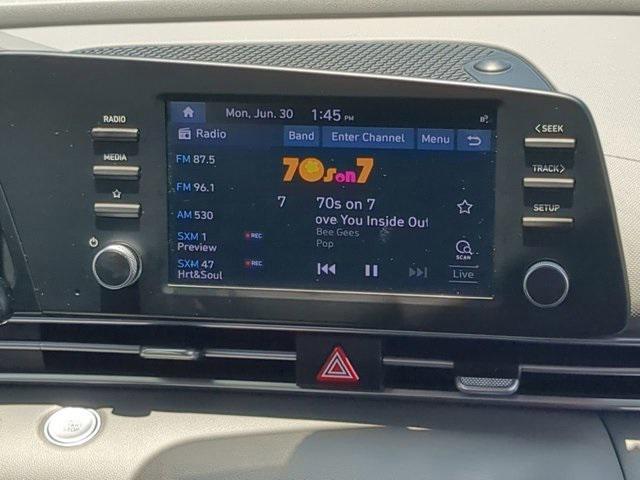 RADIO
MEDIA
Mon, Jun. 30 1:45 PM
Radio
Band Enter Channel Menu
FM 87.5
FM 96.1
AM 530
SXM 1 REC
Preview
SXM 47 REC
Hrt&Soul
70s on 7
7 70s on 7
ove You Inside Out
Bee Gees
Pop
SCAN
Live
< SEEK
TRACK >
SETUP
START
STOP